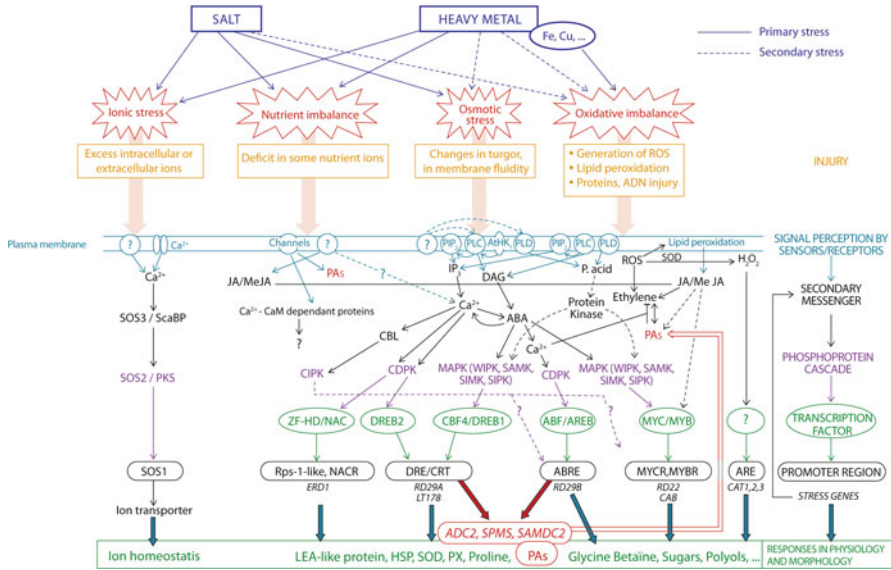 SALT
HEAVY METAL
Fe, Cu, ...
Primary stress
Secondary stress
Ionic stress
Nutrient imbalance
Osmotic
stress
Oxidative imbalance
Excess intracellular or
extracellular ions
Deficit in some nutrient ions
Changes in turgor,
in membrane fluidity
• Generation of ROS
• Lipid peroxidation
• Proteins, ADN injury
INJURY
Plasma membrane
?
Ca2+
Channels
?
?
PIP2
PLC
AtHK
PLD
PIP2
PLC
PLD
Lipid peroxidation
SIGNAL PERCEPTION BY
SENSORS/RECEPTORS
Ca2+
JA/MeJA
PAs
?
IP3
DAG
P. acid
ROS
SOD
H2O2
JA/Me JA
SECONDARY
MESSENGER
SOS3 / ScaBP
Ca2+ - CaM dependant proteins
?
Ca2+
CBL
ABA
Ca2+
Protein
Kinase
Ethylene
PAs
SOS2 / PKS
CIPK
CDPK
MAPK (WIPK, SAMK,
SIMK, SIPK)
CDPK
MAPK (WIPK, SAMK,
SIMK, SIPK)
PHOSPHOPROTEIN
CASCADE
?
?
ZF-HD/NAC
DREB2
CBF4/DREB1
ABF/AREB
MYC/MYB
?
TRANSCRIPTION
FACTOR
SOS1
Rps-1-like, NACR
DRE/CRT
ABRE
MYCR,MYBR
ARE
PROMOTER REGION
ERD1
RD29A
LT178
RD29B
RD22
CAB
CAT1,2,3
STRESS GENES
Ion transporter
ADC2, SPMS, SAMDC2
Ion homeostatis
LEA-like protein, HSP, SOD, PX, Proline,
PAs
Glycine Betaïne, Sugars, Polyols, ...
RESPONSES IN PHYSIOLOGY
AND MORPHOLOGY